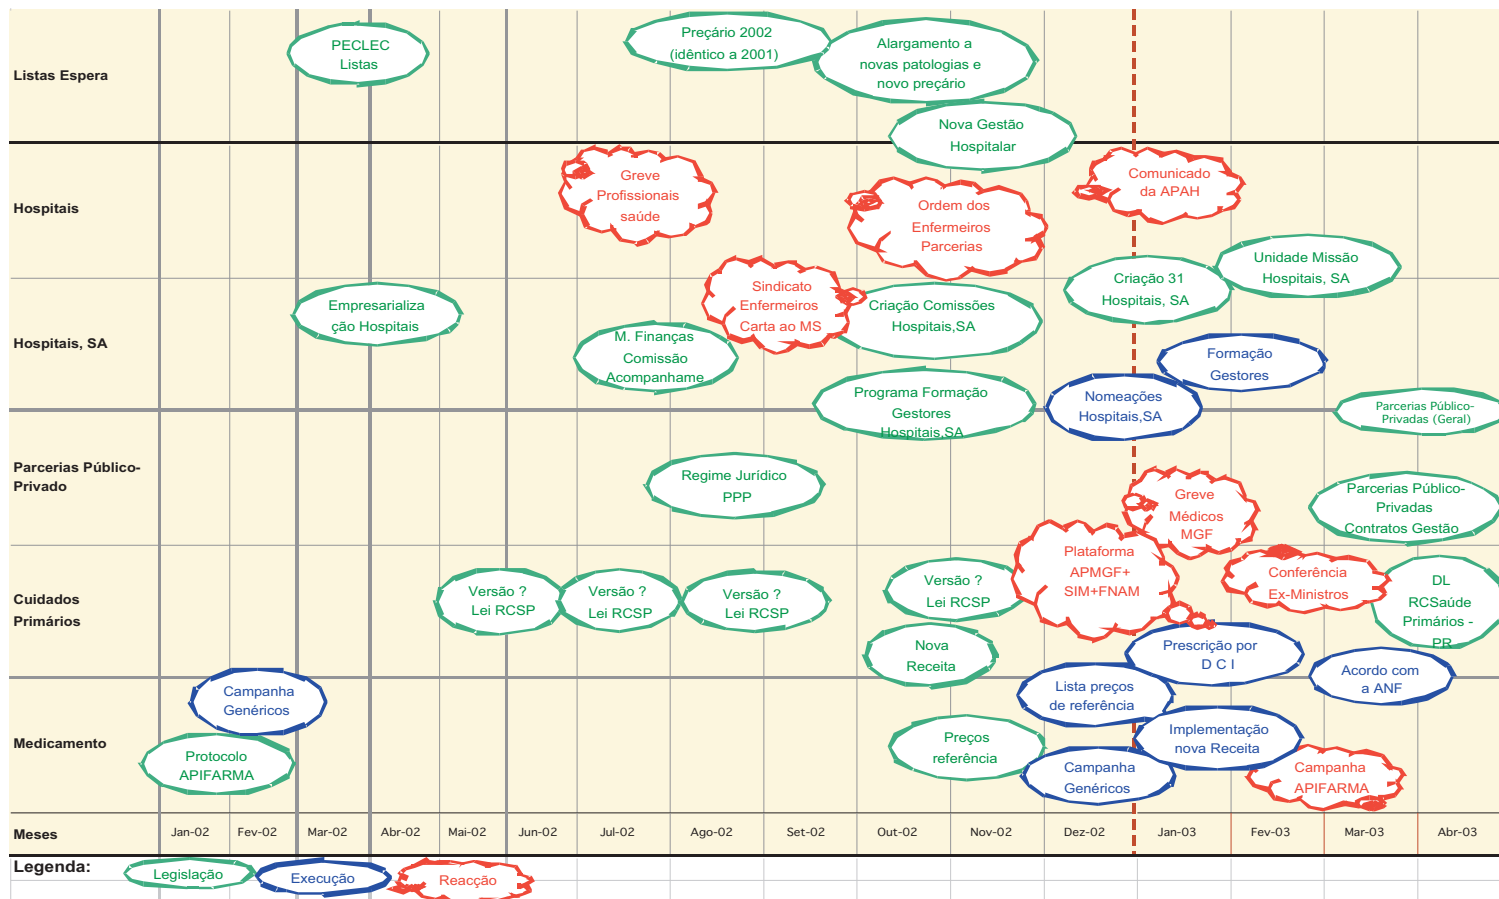 Listas Espera
PECLEC
Listas
Preçário 2002
(idêntico a 2001)
Alargamento a
novas patologias e
novo preçário
Nova Gestão
Hospitalar
Hospitais
Greve
Profissionais
saúde
Ordem dos
Enfermeiros
Parcerias
Comunicado
da APAH
Hospitais, SA
Empresarializa
ção Hospitais
Sindicato
Enfermeiros
Carta ao MS
M. Finanças
Comissão
Acompanhame
Criação Comissões
Hospitais,SA
Criação 31
Hospitais, SA
Unidade Missão
Hospitais, SA
Formação
Gestores
Programa Formação
Gestores
Hospitais,SA
Nomeações
Hospitais,SA
Parcerias Público-
Privadas (Geral)
Parcerias Público-
Privado
Regime Jurídico
PPP
Greve
Médicos
MGF
Parcerias Público-
Privadas
Contratos Gestão
Cuidados
Primários
Versão ?
Lei RCSP
Versão ?
Lei RCSP
Versão ?
Lei RCSP
Versão ?
Lei RCSP
Plataforma
APMGF+
SIM+FNAM
Conferência
Ex-Ministros
DL
RCSaúde
Primários -
PR
Nova
Receita
Prescrição por
D C I
Acordo com
a ANF
Medicamento
Campanha
Genéricos
Protocolo
APIFARMA
Lista preços
de referência
Preços
referência
Implementação
nova Receita
Campanha
Genéricos
Campanha
APIFARMA
Meses
Jan-02
Fev-02
Mar-02
Abr-02
Mai-02
Jun-02
Jul-02
Ago-02
Set-02
Out-02
Nov-02
Dez-02
Jan-03
Fev-03
Mar-03
Abr-03
Legenda:
Legislação
Execução
Reacção